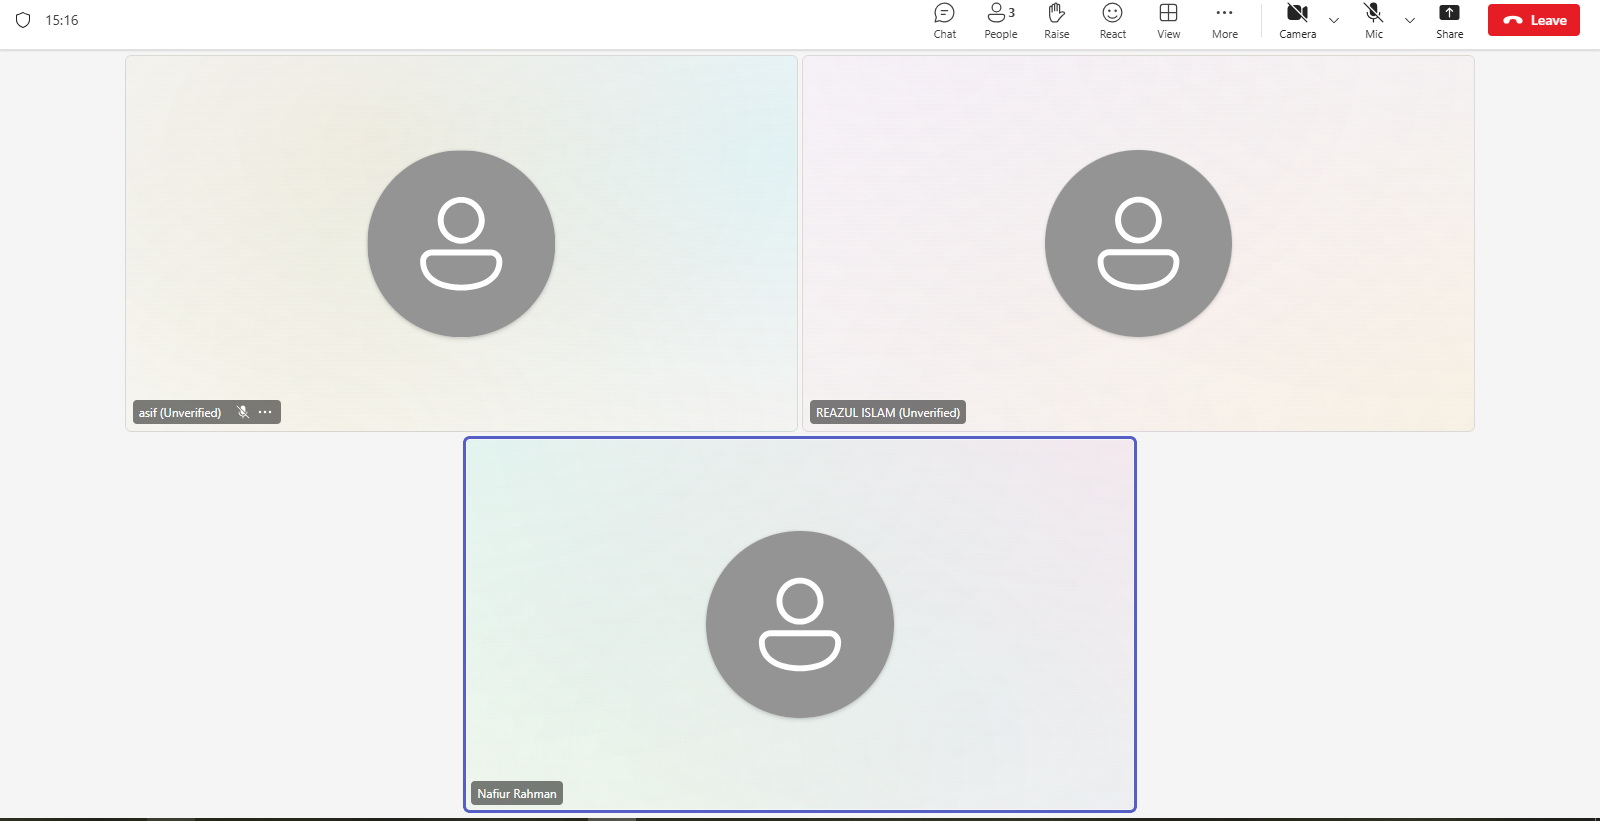 15:16
Chat
People 3
Raise
React
View
More
Camera
Mic
Share
Leave
asif (Unverified)
REAZUL ISLAM (Unverified)
Nafiur Rahman